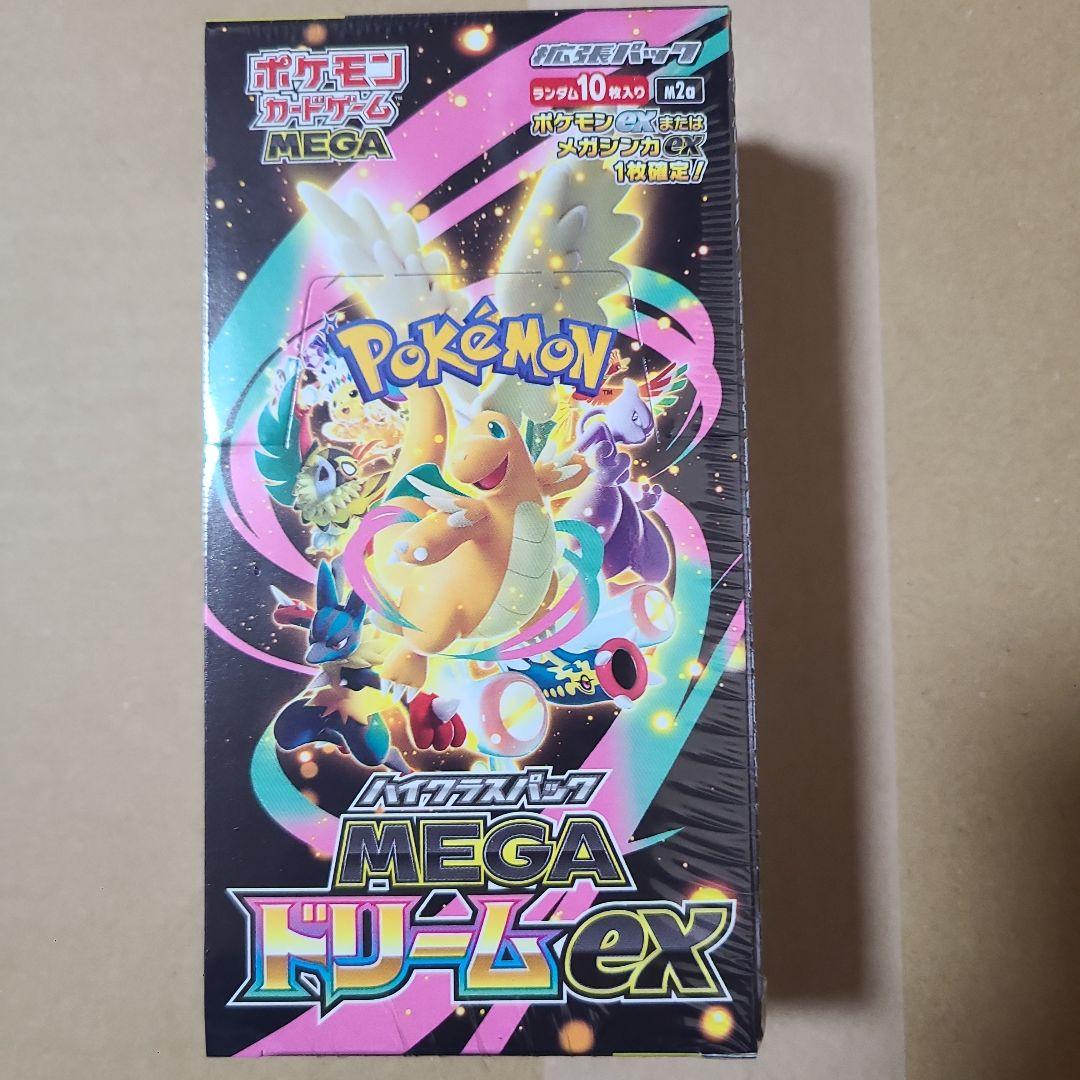 ポケモン
カードゲーム™
MEGA
拡張パック
ランダム10枚入り M2a
ポケモンexまたは
メガシンカex
1枚確定!
POKéMON™
ハイクラスパック
MEGA
ドリームex